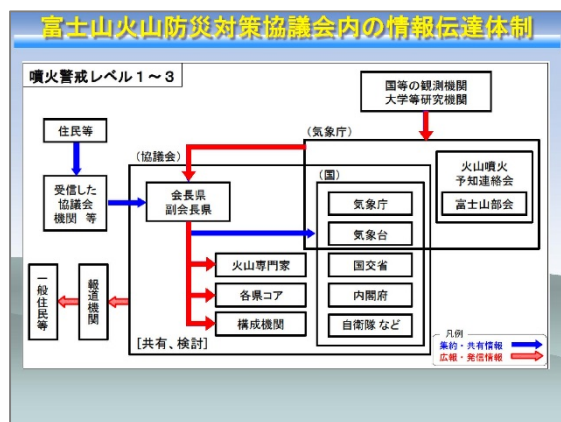 富士山火山防災対策協議会内の情報伝達体制
噴火警戒レベル１～３
国等の観測機関
大学等研究機関
住民等
(気象庁)
(協議会)
受信した
協議会
機関 等
会長県
副会長県
(国)
火山噴火
予知連絡会
富士山部会
気象庁
気象台
一般住民等
報道機関
火山専門家
国交省
各県コア
内閣府
構成機関
自衛隊 など
[共有、検討]
凡例
集約・共有情報
広報・発信情報